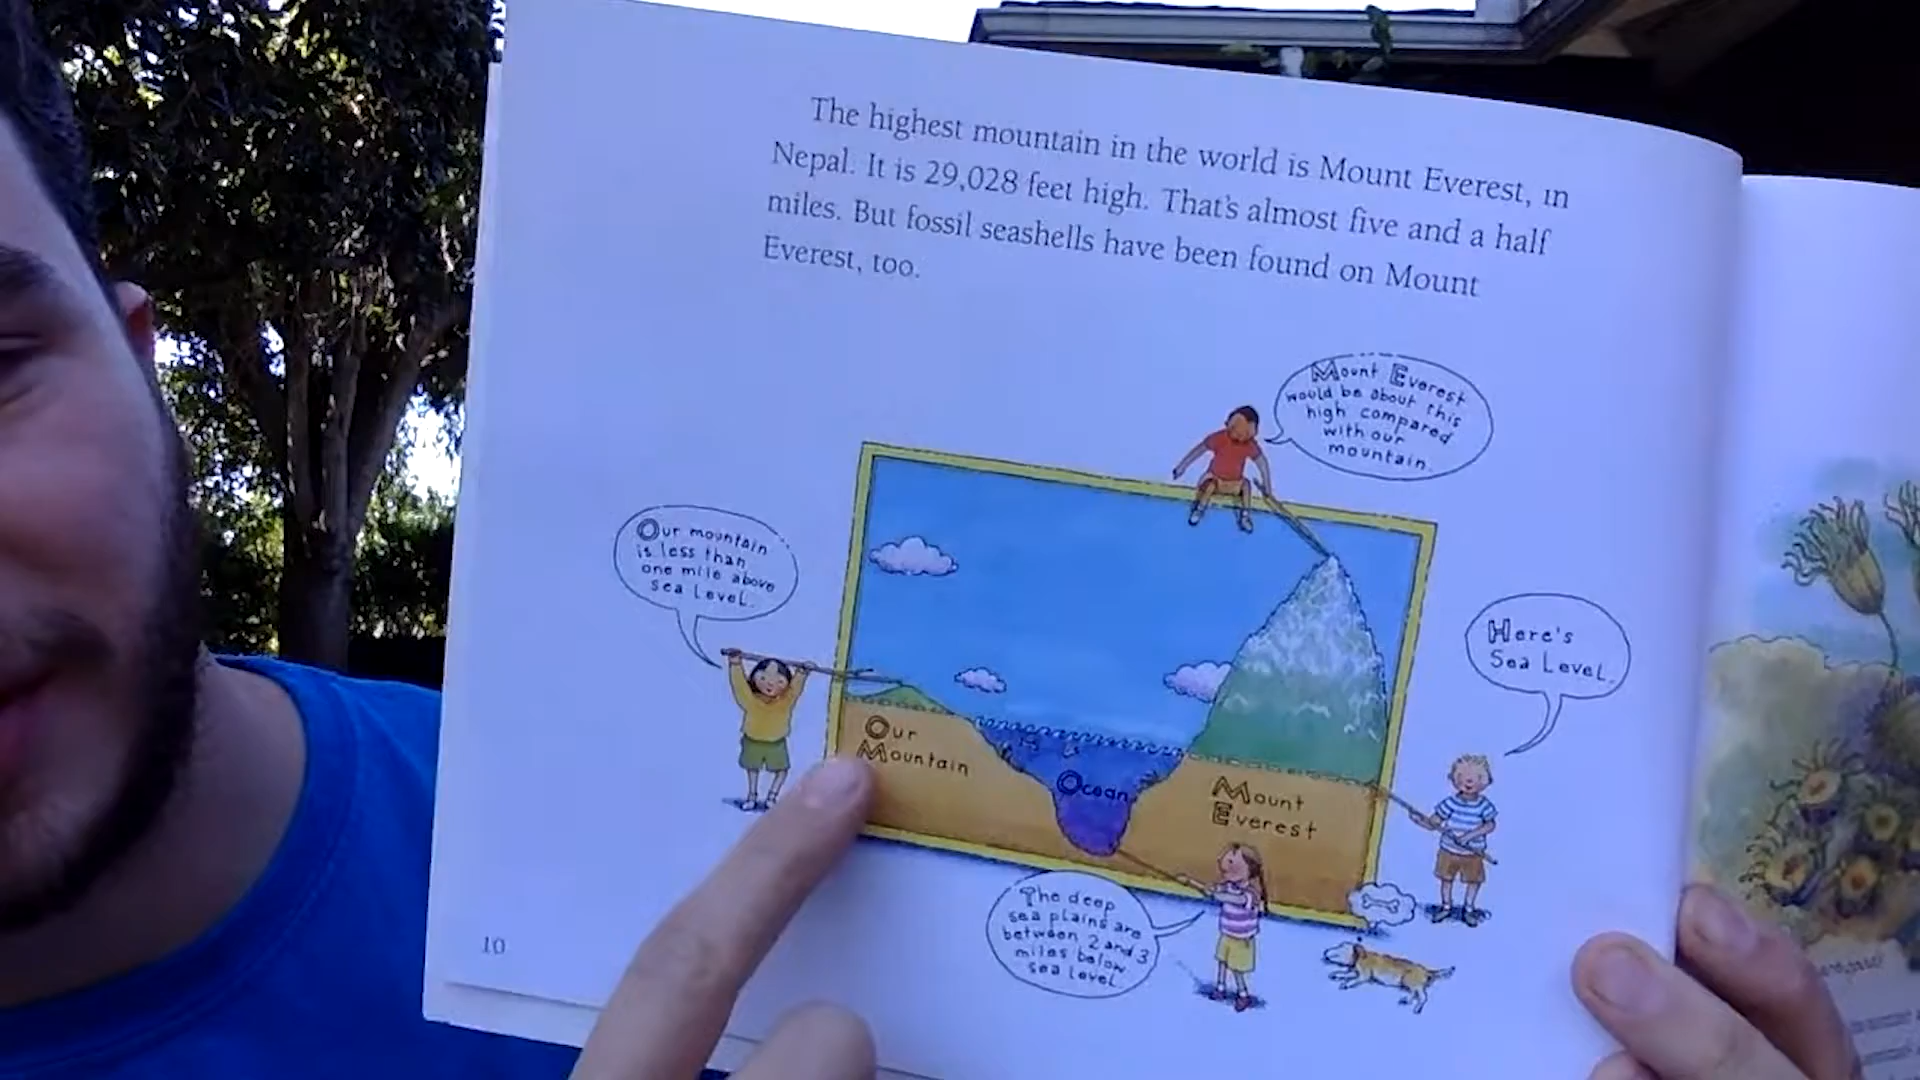 The highest mountain in the world is Mount Everest, in
Nepal. It is 29,028 feet high. That's almost five and a half
miles. But fossil seashells have been found on Mount
Everest, too.
Mount Everest
would be about this
high compared
with our
mountain.
Our mountain
is less than
one mile above
sea level.
Here's
Sea Level.
Our
Mountain
Ocean
Mount
Everest
The deep
sea plains are
between 2 and 3
miles below
sea level.
10